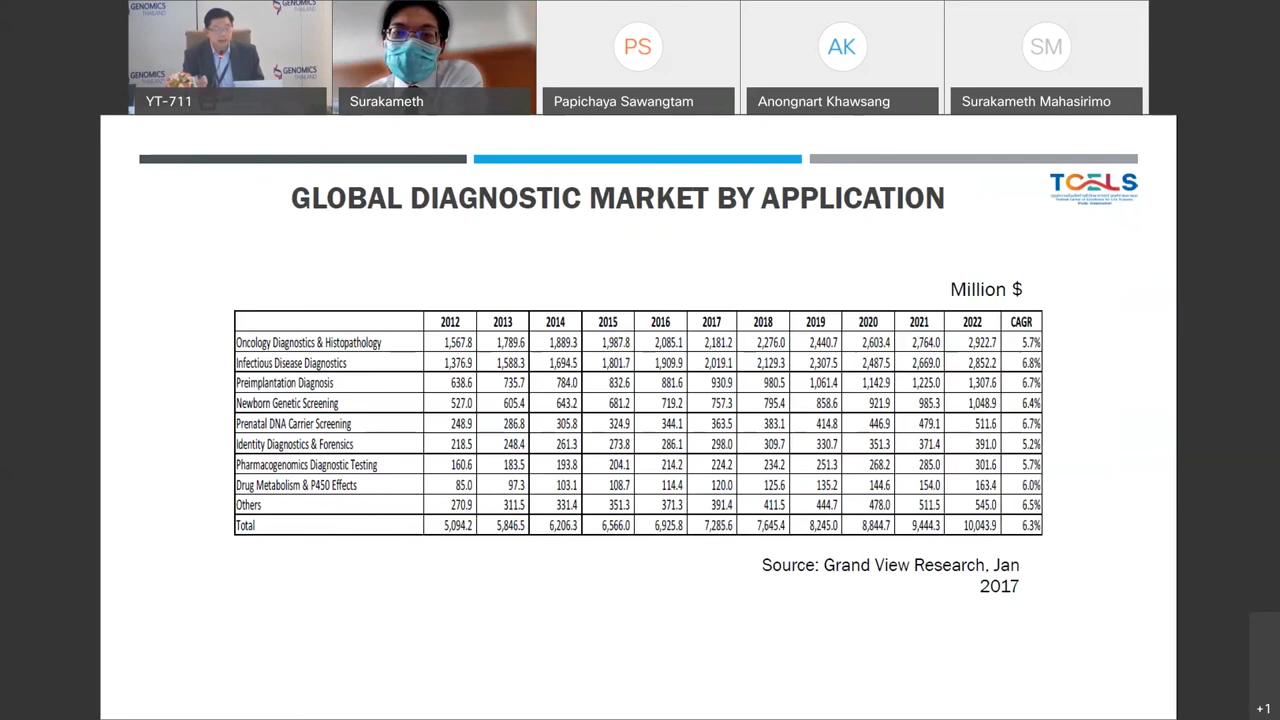 GENOMICS
THAILAND
GENOMICS
GENOMICS
THAILAND
YT-711
Surakameth
PS
Papichaya Sawangtam
AK
Anongnart Khawsang
SM
Surakameth Mahasirimo
GLOBAL DIAGNOSTIC MARKET BY APPLICATION
TCELS
Million $
2012 2013 2014 2015 2016 2017 2018 2019 2020 2021 2022 CAGR
Oncology Diagnostics & Histopathology 1,567.8 1,789.6 1,889.3 1,987.8 2,085.1 2,181.2 2,276.0 2,440.7 2,603.4 2,764.0 2,922.7 5.7%
Infectious Disease Diagnostics 1,376.9 1,588.3 1,694.5 1,801.7 1,909.9 2,019.1 2,129.3 2,307.5 2,487.5 2,669.0 2,852.2 6.8%
Preimplantation Diagnosis 638.6 735.7 784.0 832.6 881.6 930.9 980.5 1,061.4 1,142.9 1,225.0 1,307.6 6.7%
Newborn Genetic Screening 527.0 605.4 643.2 681.2 719.2 757.3 795.4 858.6 921.9 985.3 1,048.9 6.4%
Prenatal DNA Carrier Screening 248.9 286.8 305.8 324.9 344.1 363.5 383.1 414.8 446.9 479.1 511.6 6.7%
Identity Diagnostics & Forensics 218.5 248.4 261.3 273.8 286.1 298.0 309.7 330.7 351.3 371.4 391.0 5.2%
Pharmacogenomics Diagnostic Testing 160.6 183.5 193.8 204.1 214.2 224.2 234.2 251.3 268.2 285.0 301.6 5.7%
Drug Metabolism & P450 Effects 85.0 97.3 103.1 108.7 114.4 120.0 125.6 135.2 144.6 154.0 163.4 6.0%
Others 270.9 311.5 331.4 351.3 371.3 391.4 411.5 444.7 478.0 511.5 545.0 6.5%
Total 5,094.2 5,846.5 6,206.3 6,566.0 6,925.8 7,285.6 7,645.4 8,245.0 8,844.7 9,444.3 10,043.9 6.3%
Source: Grand View Research, Jan
2017
+1